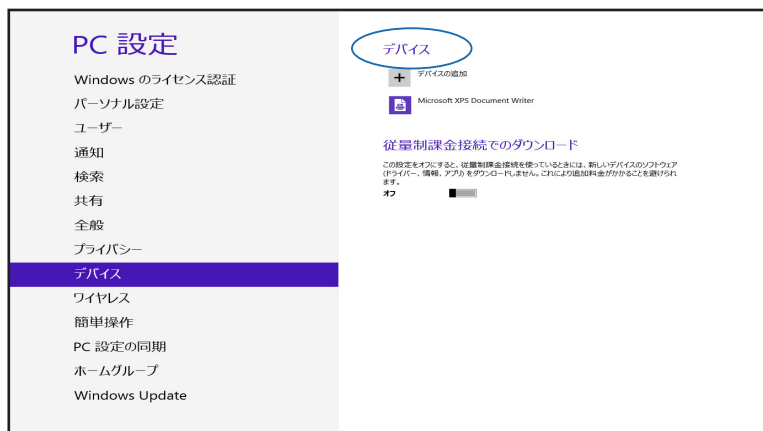 PC 設定
Windows のライセンス認証
パーソナル設定
ユーザー
通知
検索
共有
全般
プライバシー
デバイス
ワイヤレス
簡単操作
PC 設定の同期
ホームグループ
Windows Update
デバイス
デバイスの追加
Microsoft XPS Document Writer
従量制課金接続でのダウンロード
この設定をオフにすると、従量制課金接続を使っているときには、新しいデバイスのソフトウェア
(ドライバー、情報、アプリ) をダウンロードしません。これにより追加料金がかかることを避けられ
ます。
オフ